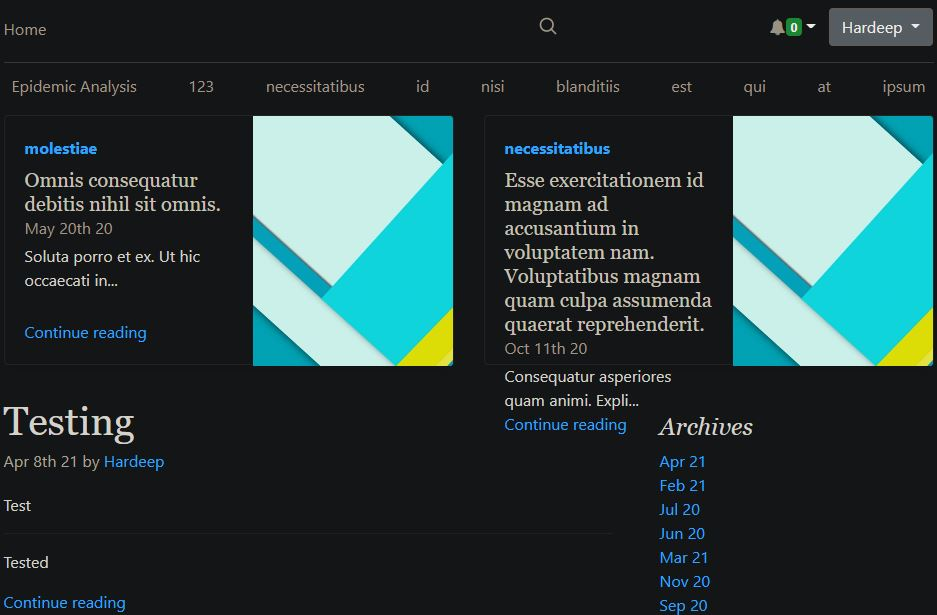 Home
0
Hardeep
Epidemic Analysis 123 necessitatibus id nisi blanditiis est qui at ipsum
molestiae
Omnis consequatur
debitis nihil sit omnis.
May 20th 20
Soluta porro et ex. Ut hic
occaecati in...
Continue reading
necessitatibus
Esse exercitationem id
magnam ad
accusantium in
voluptatem nam.
Voluptatibus magnam
quam culpa assumenda
quaerat reprehenderit.
Oct 11th 20
Consequatur asperiores
quam animi. Expli...
Continue reading
Testing
Apr 8th 21 by Hardeep
Test
Tested
Continue reading
Archives
Apr 21
Feb 21
Jul 20
Jun 20
Mar 21
Nov 20
Sep 20